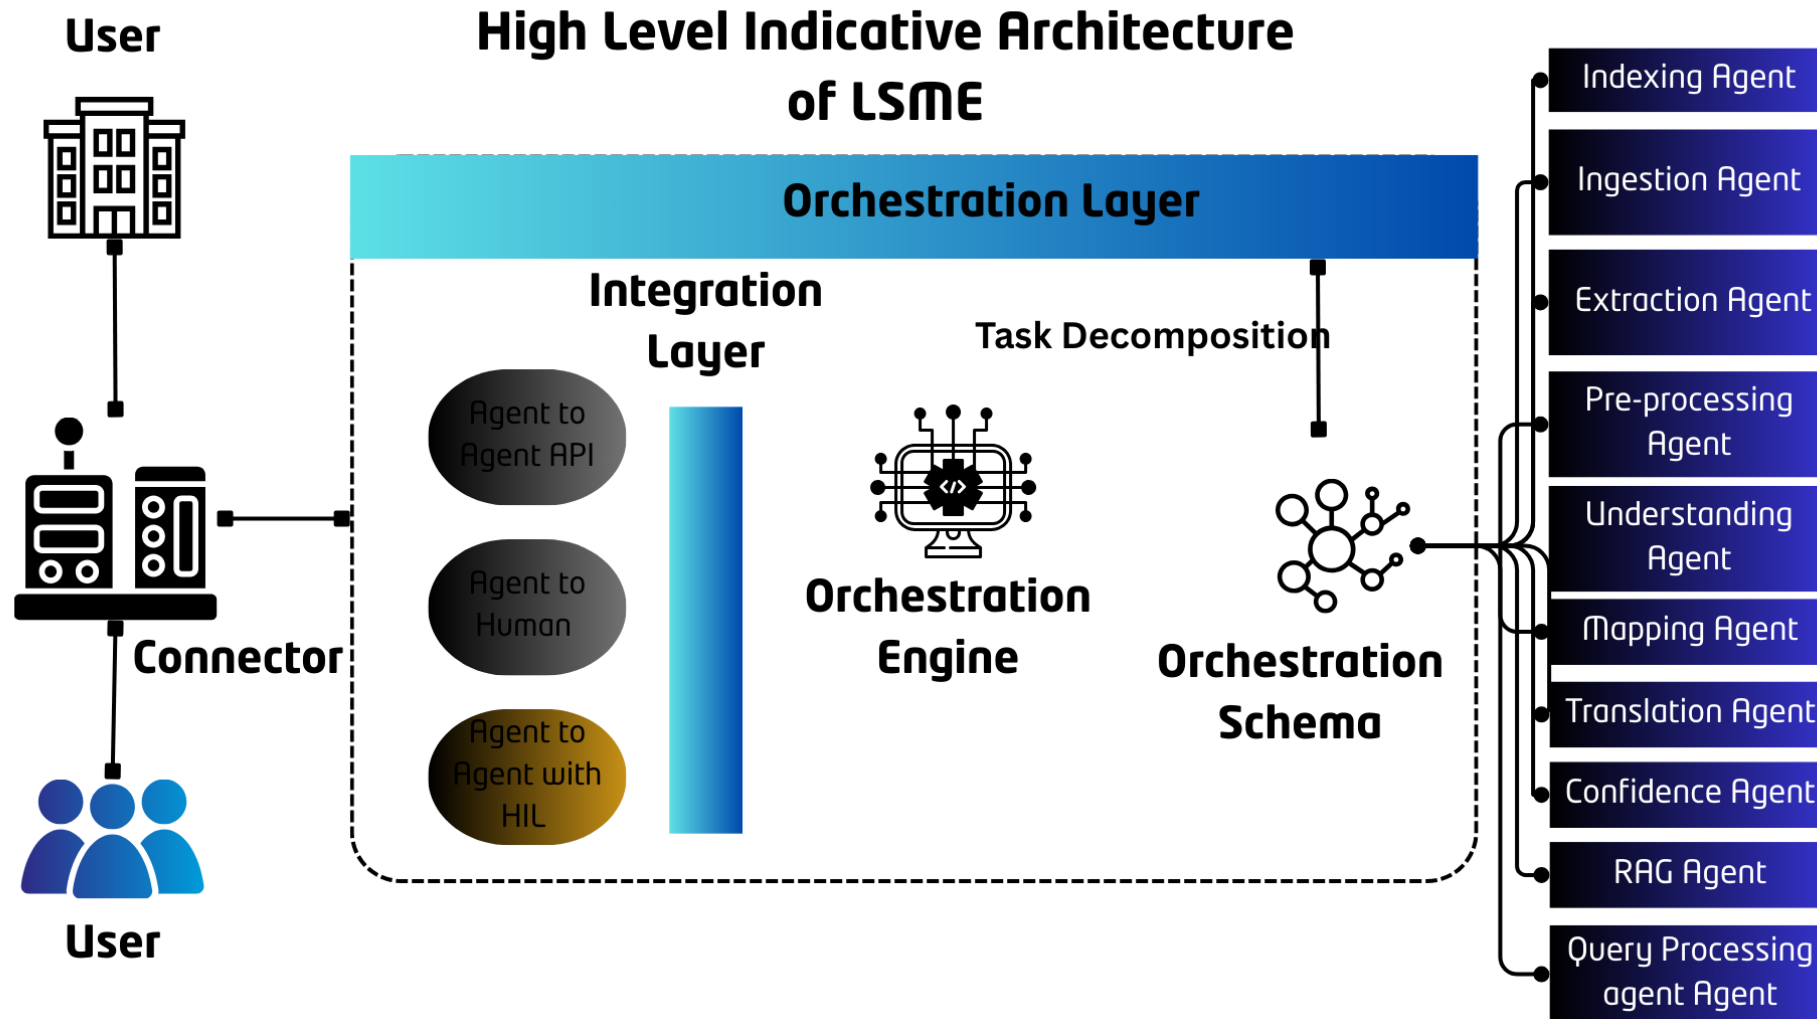 User
High Level Indicative Architecture
of LSME
Orchestration Layer
Integration
Layer
Task Decomposition
Agent to
Agent API
Agent to
Human
Agent to
Agent with
HIL
Orchestration
Engine
Orchestration
Schema
Connector
User
Indexing Agent
Ingestion Agent
Extraction Agent
Pre-processing
Agent
Understanding
Agent
Mapping Agent
Translation Agent
Confidence Agent
RAG Agent
Query Processing
agent Agent